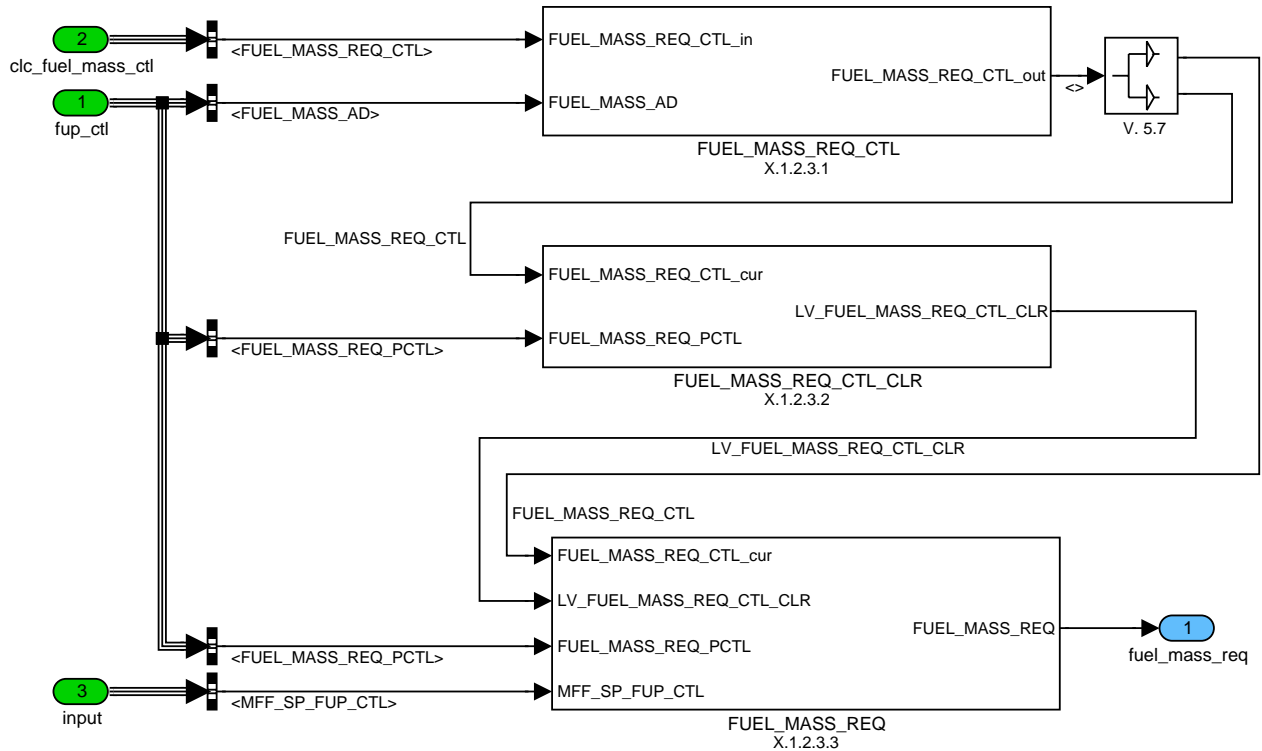 2
clc_fuel_mass_ctl
<FUEL_MASS_REQ_CTL>
1
fup_ctl
<FUEL_MASS_AD>
FUEL_MASS_REQ_CTL_in
FUEL_MASS_AD
FUEL_MASS_REQ_CTL_out
<>
V. 5.7
FUEL_MASS_REQ_CTL
X.1.2.3.1
FUEL_MASS_REQ_CTL
FUEL_MASS_REQ_CTL_cur
LV_FUEL_MASS_REQ_CTL_CLR
<FUEL_MASS_REQ_PCTL>
FUEL_MASS_REQ_PCTL
FUEL_MASS_REQ_CTL_CLR
X.1.2.3.2
LV_FUEL_MASS_REQ_CTL_CLR
FUEL_MASS_REQ_CTL
FUEL_MASS_REQ_CTL_cur
LV_FUEL_MASS_REQ_CTL_CLR
FUEL_MASS_REQ
<FUEL_MASS_REQ_PCTL>
FUEL_MASS_REQ_PCTL
1
fuel_mass_req
3
input
<MFF_SP_FUP_CTL>
MFF_SP_FUP_CTL
FUEL_MASS_REQ
X.1.2.3.3